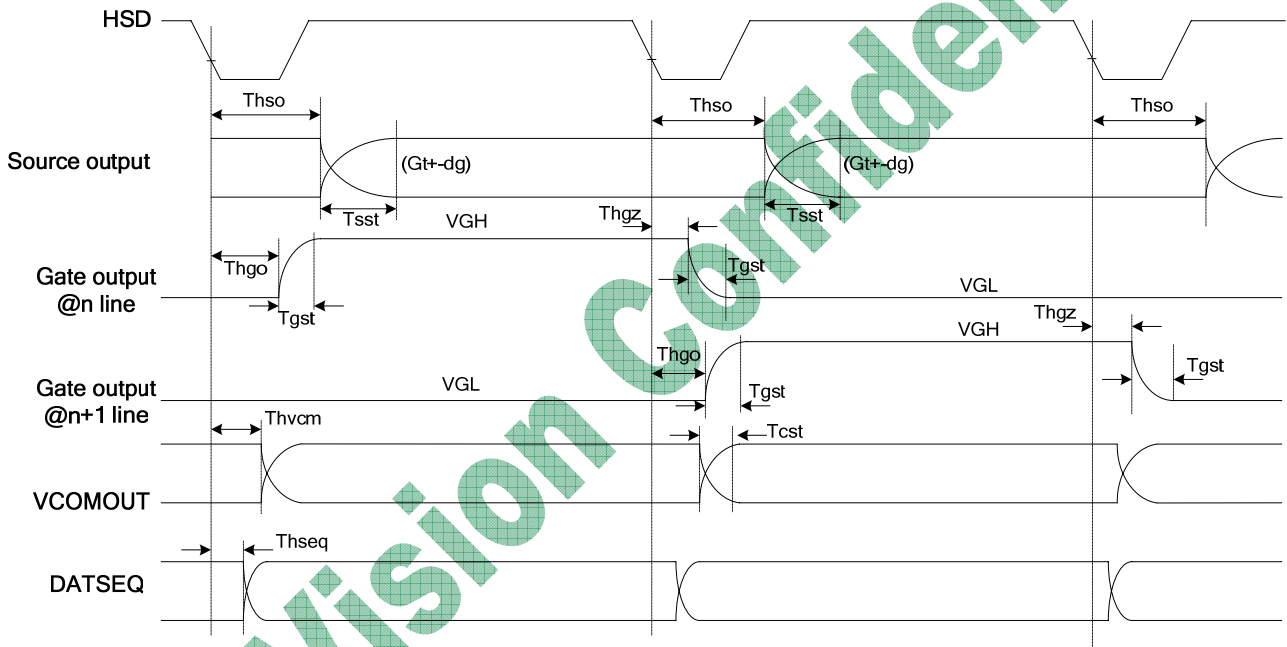 HSD
Thso
Thso
Thso
Source output
(Gt+-dg)
(Gt+-dg)
Tsst
Tsst
VGH
Thgz
Thgo
Tgst
Gate output
@n line
Tgst
VGL
Thgz
VGH
Thgo
Tgst
Gate output
@n+1 line
VGL
Tgst
Thvcm
Tcst
VCOMOUT
Thseq
DATSEQ
Vision Confiden